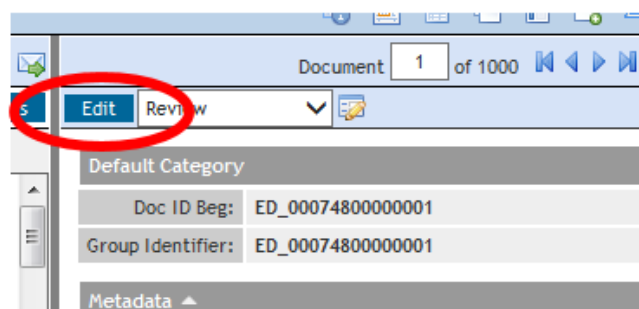 Document 1 of 1000
s Edit Review
Default Category
Doc ID Beg: ED_00074800000001
Group Identifier: ED_00074800000001
Metadata